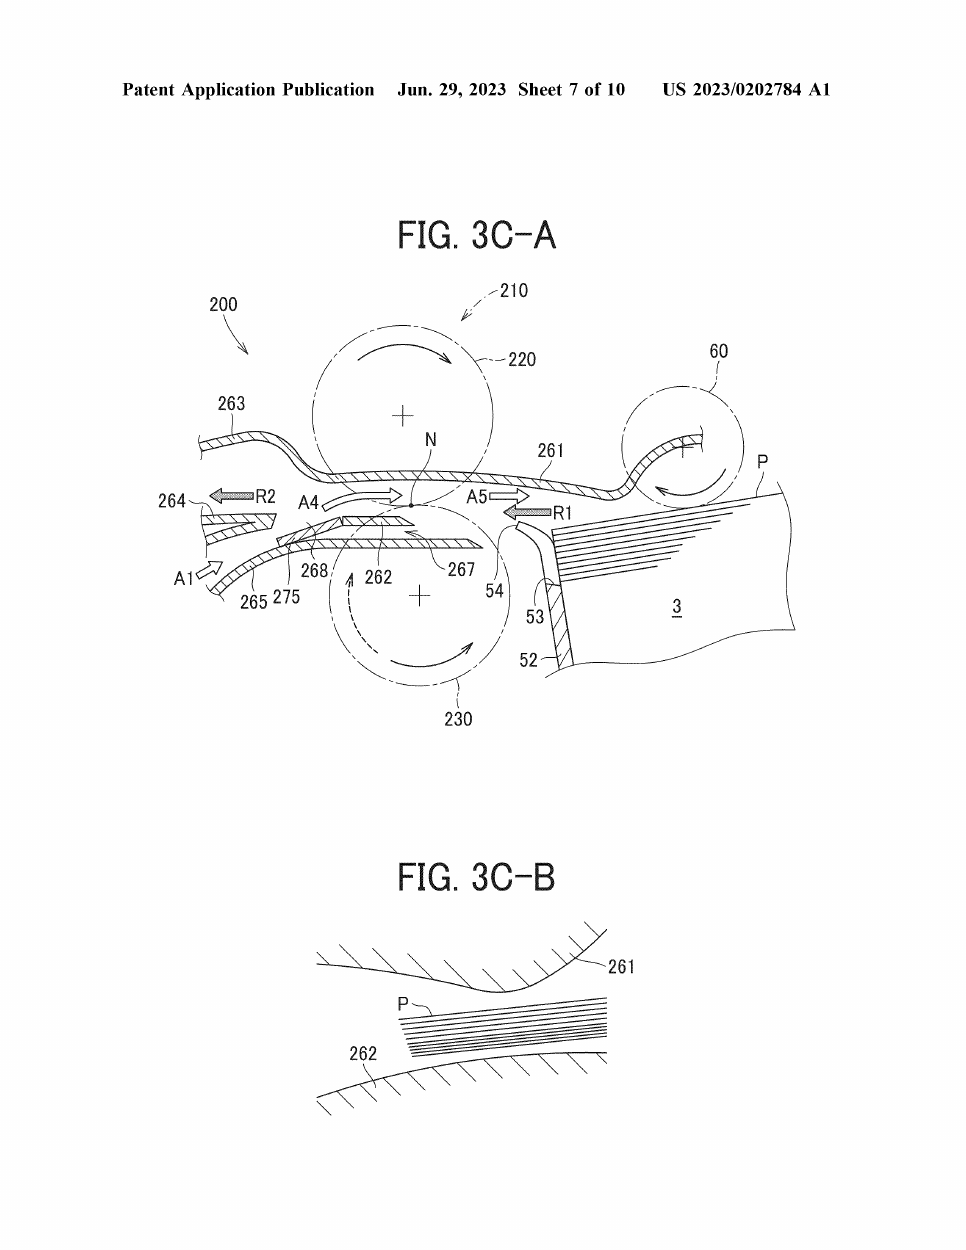 Patent Application Publication Jun. 29, 2023 Sheet 7 of 10 US 2023/0202784 A1
FIG. 3C-A
210
200
220
60
263
N
261
P
R2
A4
A5
R1
264
A1
265
275
268
262
267
54
53
3
52
230
FIG. 3C-B
261
P
262